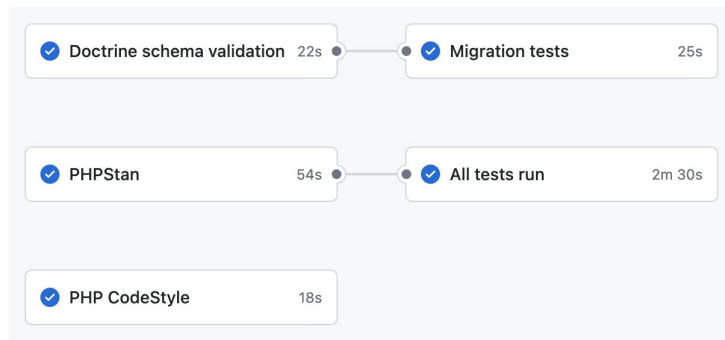 Doctrine schema validation 22s
Migration tests 25s
PHPStan 54s
All tests run 2m 30s
PHP CodeStyle 18s